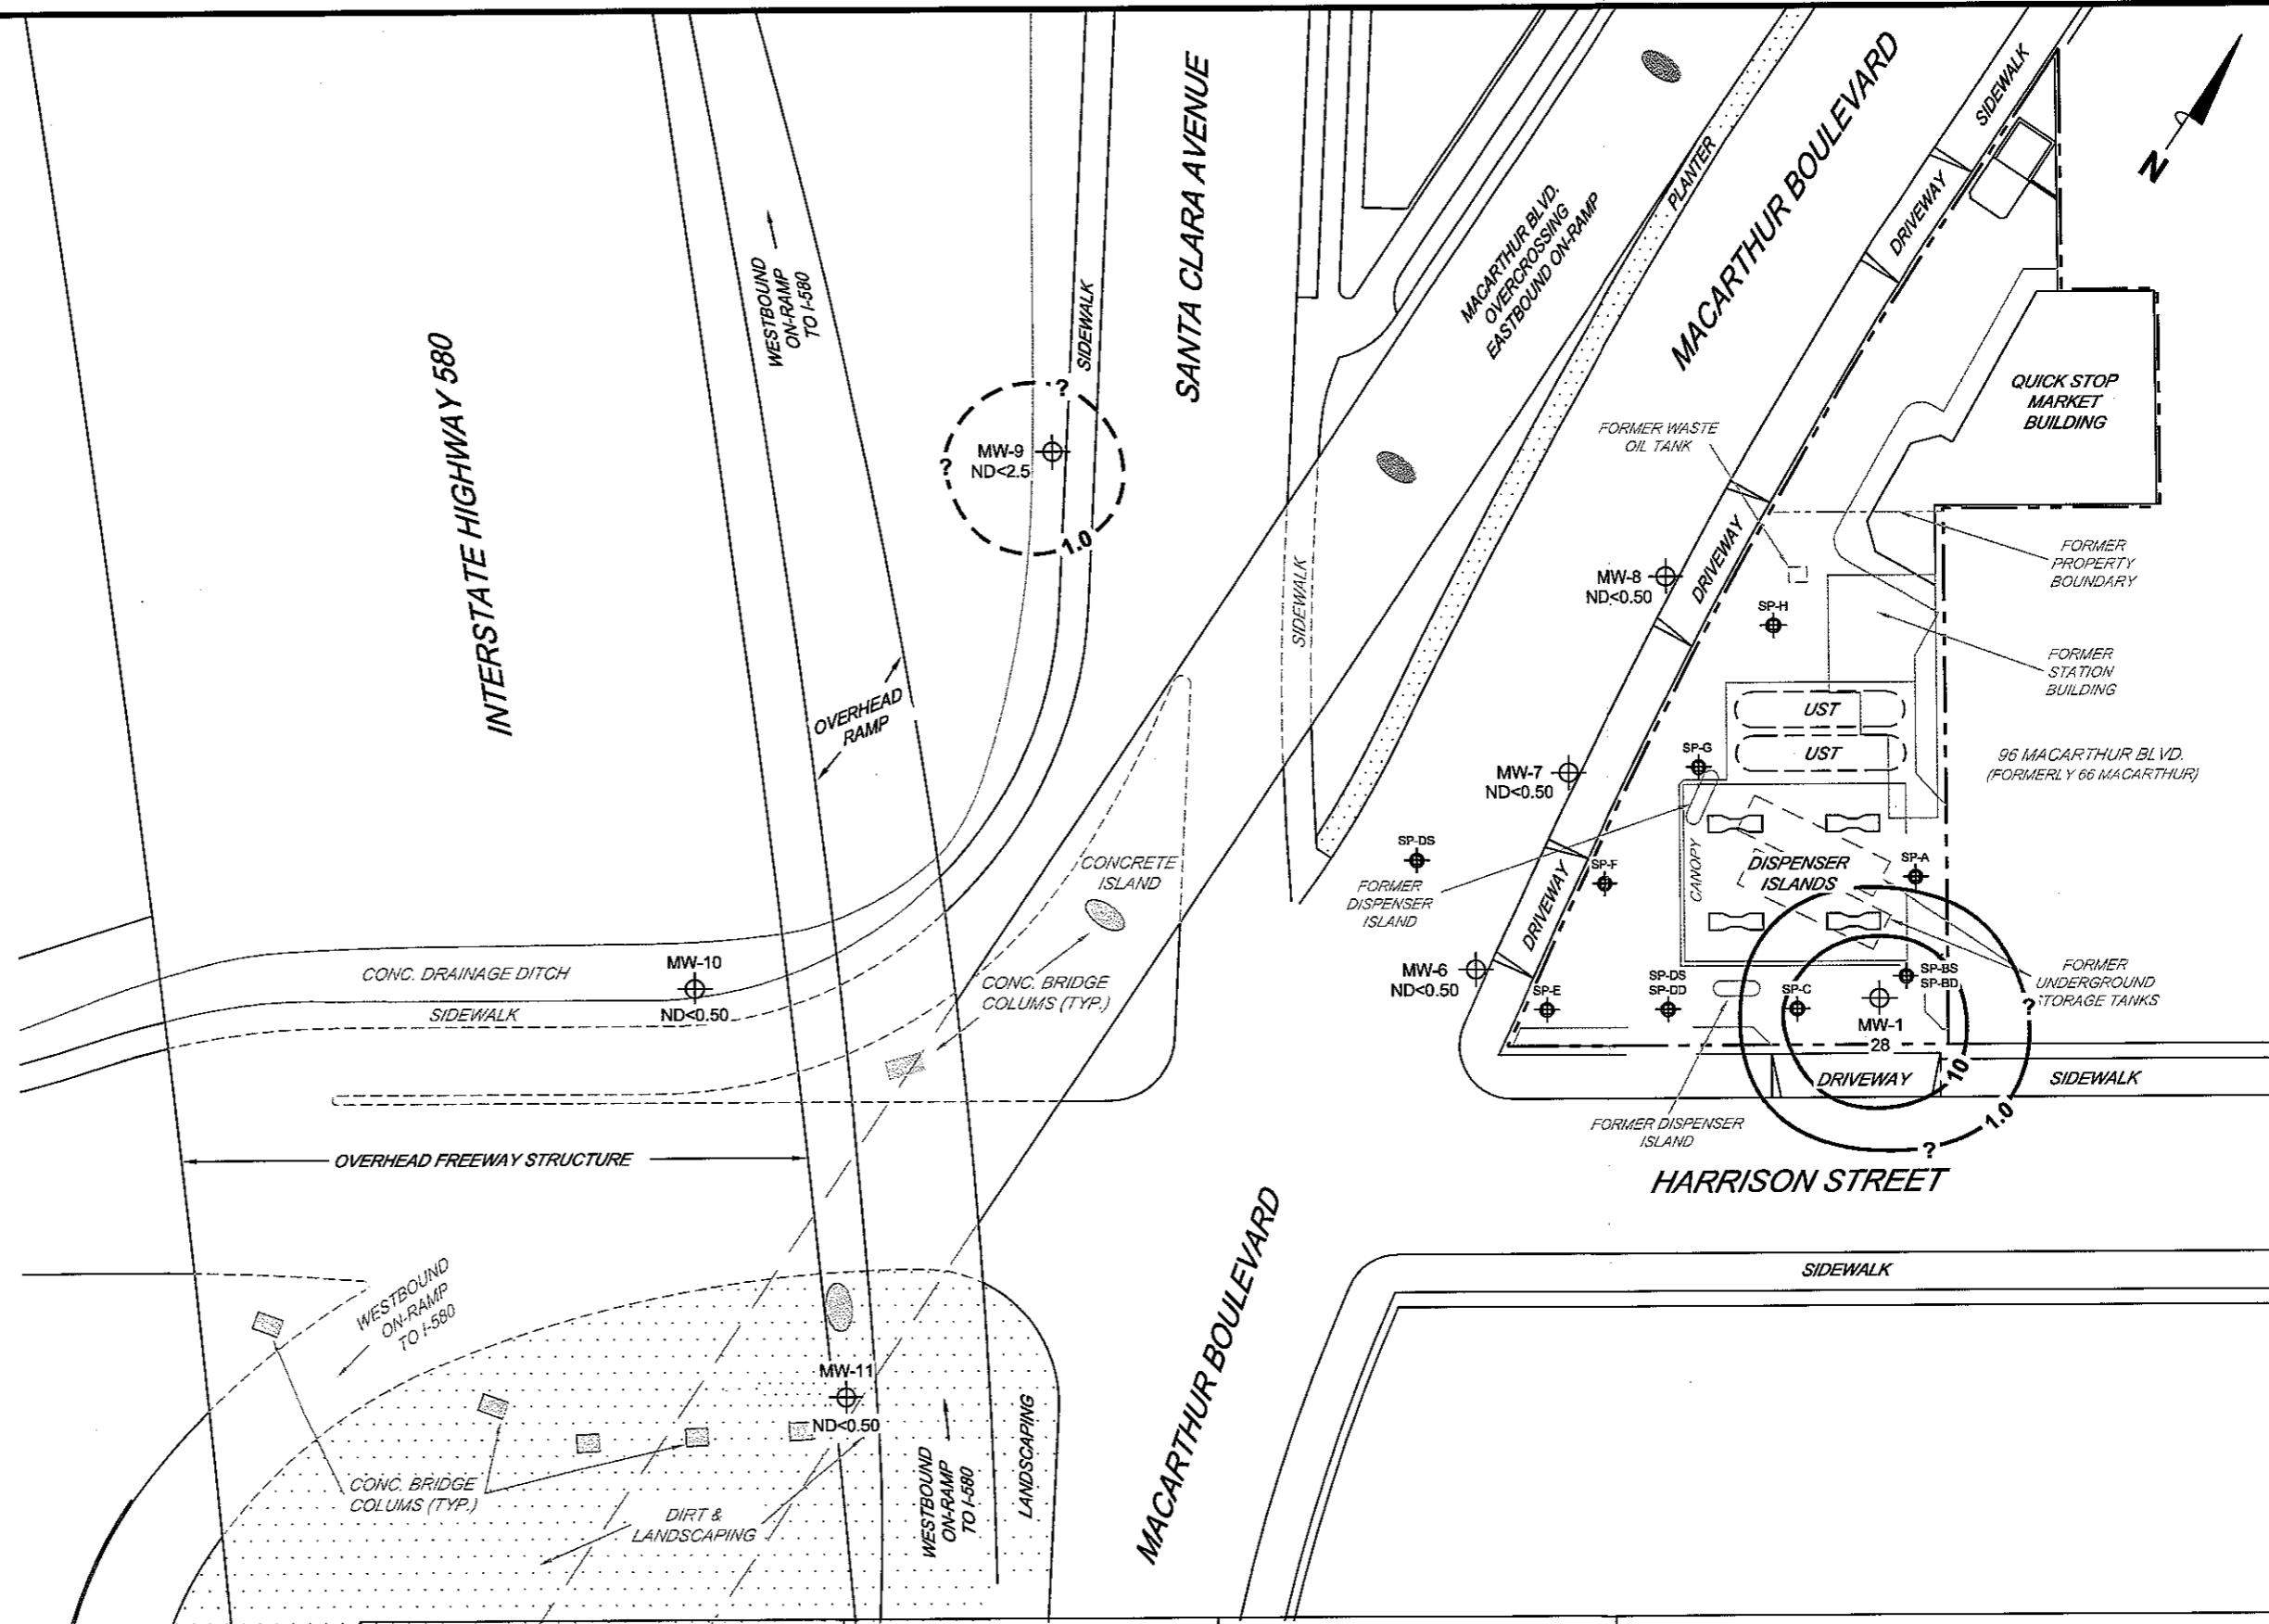 INTERSTATE HIGHWAY 580
WESTBOUND
ON-RAMP
TO I-580
SIDEWALK
SANTA CLARA AVENUE
MACARTHUR BLVD.
OVERCROSSING
EASTBOUND ON-RAMP
PLANTER
MACARTHUR BOULEVARD
SIDEWALK
DRIVEWAY
N
QUICK STOP
MARKET
BUILDING
?
MW-9
ND<2.5
?
1.0
FORMER WASTE
OIL TANK
DRIVEWAY
FORMER
PROPERTY
BOUNDARY
MW-8
ND<0.50
SP-H
SIDEWALK
FORMER
STATION
BUILDING
OVERHEAD
RAMP
UST
UST
SP-G
96 MACARTHUR BLVD.
(FORMERLY 66 MACARTHUR)
MW-7
ND<0.50
SP-DS
CONCRETE
ISLAND
FORMER
DISPENSER
ISLAND
DRIVEWAY
SP-F
CANOPY
DISPENSER
ISLANDS
SP-A
CONC. DRAINAGE DITCH
MW-10
ND<0.50
SIDEWALK
CONC. BRIDGE
COLUMS (TYP.)
MW-6
ND<0.50
SP-E
SP-DS
SP-DD
SP-C
SP-BS
SP-BD
MW-1
28
FORMER
UNDERGROUND
STORAGE TANKS
?
10
1.0
?
DRIVEWAY
SIDEWALK
FORMER DISPENSER
ISLAND
OVERHEAD FREEWAY STRUCTURE
HARRISON STREET
SIDEWALK
WESTBOUND
ON-RAMP
TO I-580
MW-11
ND<0.50
CONC. BRIDGE
COLUMS (TYP.)
DIRT &
LANDSCAPING
WESTBOUND
ON-RAMP
TO I-580
LANDSCAPING
MACARTHUR BOULEVARD